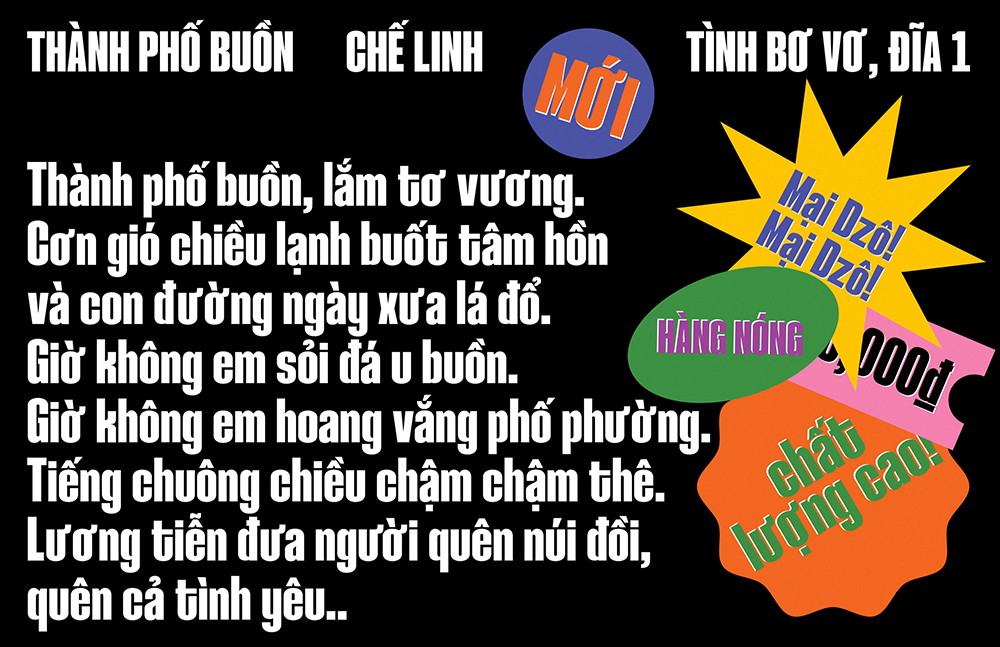 THÀNH PHỐ BUỒN
CHẾ LINH
MỚI
TÌNH BƠ VƠ, ĐĨA 1
Thành phố buồn, lắm tơ vương.
Cơn gió chiều lạnh buốt tâm hồn
và con đường ngày xưa lá đổ.
Giờ không em sỏi đá u buồn.
Giờ không em hoang vắng phố phường.
Tiếng chuông chiều chậm chậm thê.
Lương tiễn đưa người quên núi đồi,
quên cả tình yêu..
Mại Dzô!
Mại Dzô!
HÀNG NÓNG
,000₫
chất
lượng cao!